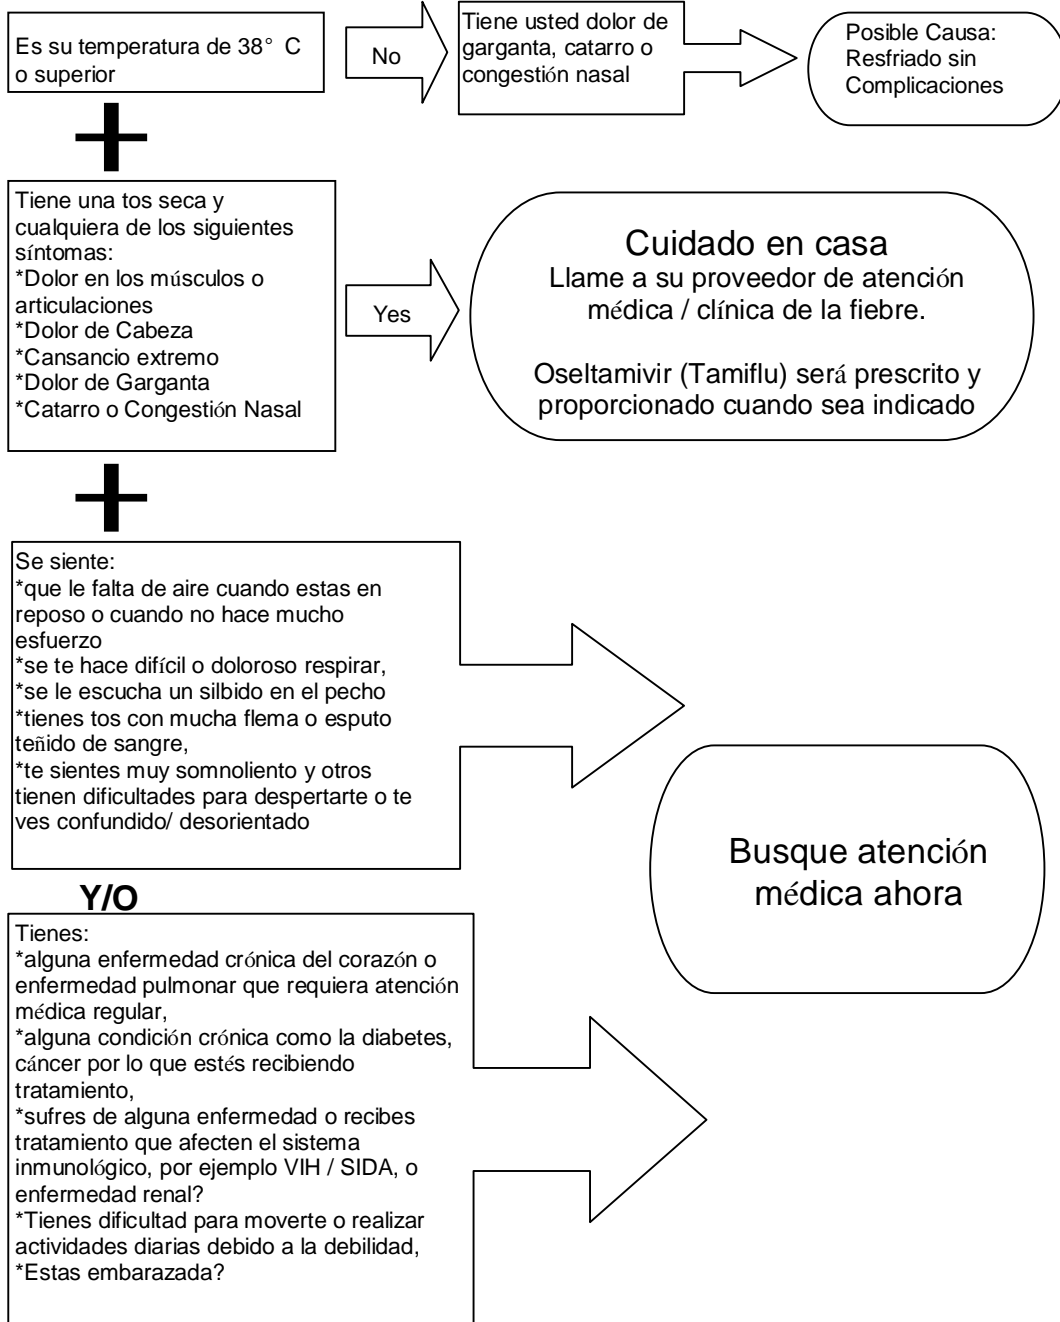 Es su temperatura de 38° C
o superior
No
Tiene usted dolor de
garganta, catarro o
congestión nasal
Posible Causa:
Resfriado sin
Complicaciones
Tiene una tos seca y
cualquiera de los siguientes
síntomas:
*Dolor en los músculos o
articulaciones
*Dolor de Cabeza
*Cansancio extremo
*Dolor de Garganta
*Catarro o Congestión Nasal
Yes
Cuidado en casa
Llame a su proveedor de atención
médica / clínica de la fiebre.
Oseltamivir (Tamiflu) será prescrito y
proporcionado cuando sea indicado
Se siente:
*que le falta de aire cuando estas en
reposo o cuando no hace mucho
esfuerzo
*se te hace difícil o doloroso respirar,
*se le escucha un silbido en el pecho
*tienes tos con mucha flema o esputo
teñido de sangre,
*te sientes muy somnoliento y otros
tienen dificultades para despertarte o te
ves confundido/ desorientado
Busque atención
médica ahora
Y/O
Tienes:
*alguna enfermedad crónica del corazón o
enfermedad pulmonar que requiera atención
médica regular,
*alguna condición crónica como la diabetes,
cáncer por lo que estés recibiendo
tratamiento,
*sufres de alguna enfermedad o recibes
tratamiento que afecten el sistema
inmunológico, por ejemplo VIH / SIDA, o
enfermedad renal?
*Tienes dificultad para moverte o realizar
actividades diarias debido a la debilidad,
*Estas embarazada?